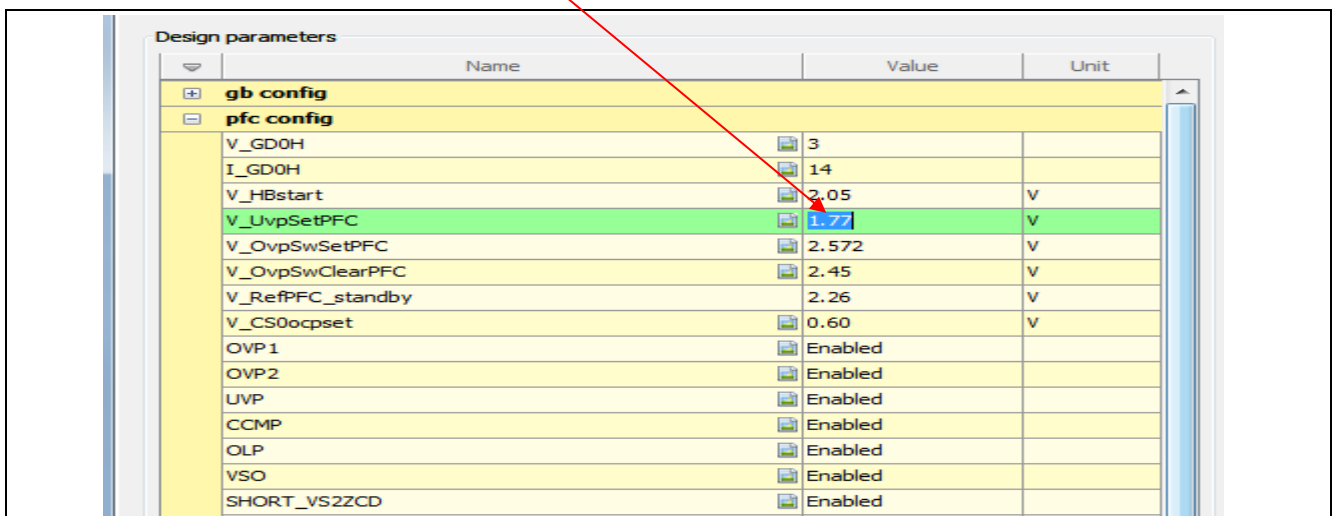 Design parameters
Name Value Unit
gb config
pfc config
V_GD0H 3
I_GD0H 14
V_HBstart 2.05 V
V_UvpSetPFC 1.77 V
V_OvpSwSetPFC 2.572 V
V_OvpSwClearPFC 2.45 V
V_RefPFC_standby 2.26 V
V_CS0ocpset 0.60 V
OVP1 Enabled
OVP2 Enabled
UVP Enabled
CCMP Enabled
OLP Enabled
VSO Enabled
SHORT_VS2ZCD Enabled